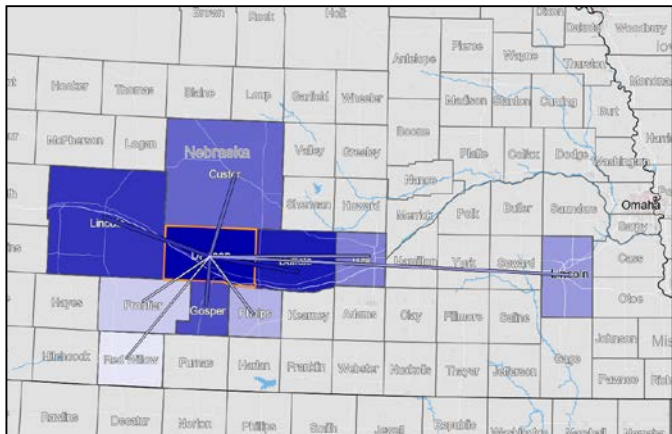 Brown
Rock
Holt
Dixon
Dakota
Woodbury
Pierce
Wayne
Antelope
Thurston
Hooker
Thomas
Blaine
Loup
Garfield
Wheeler
Madison
Stanton
Cuming
Burt
McPherson
Logan
Nebraska
Valley
Greeley
Boone
Platte
Colfax
Dodge
Washington
Custer
Nance
Lincoln
Sherman
Howard
Merrick
Polk
Butler
Saunders
Omaha
Sarpy
Buffalo
Hall
Hamilton
York
Seward
Lincoln
Cass
Otoe
Hayes
Frontier
Gosper
Phelps
Kearney
Adams
Clay
Fillmore
Saline
Johnson
Hitchcock
Red Willow
Furnas
Harlan
Franklin
Webster
Nuckolls
Thayer
Jefferson
Gage
Pawnee
Rawlins
Decatur
Norton
Phillips
Smith
Jewell
Republic
Washington
Marshall